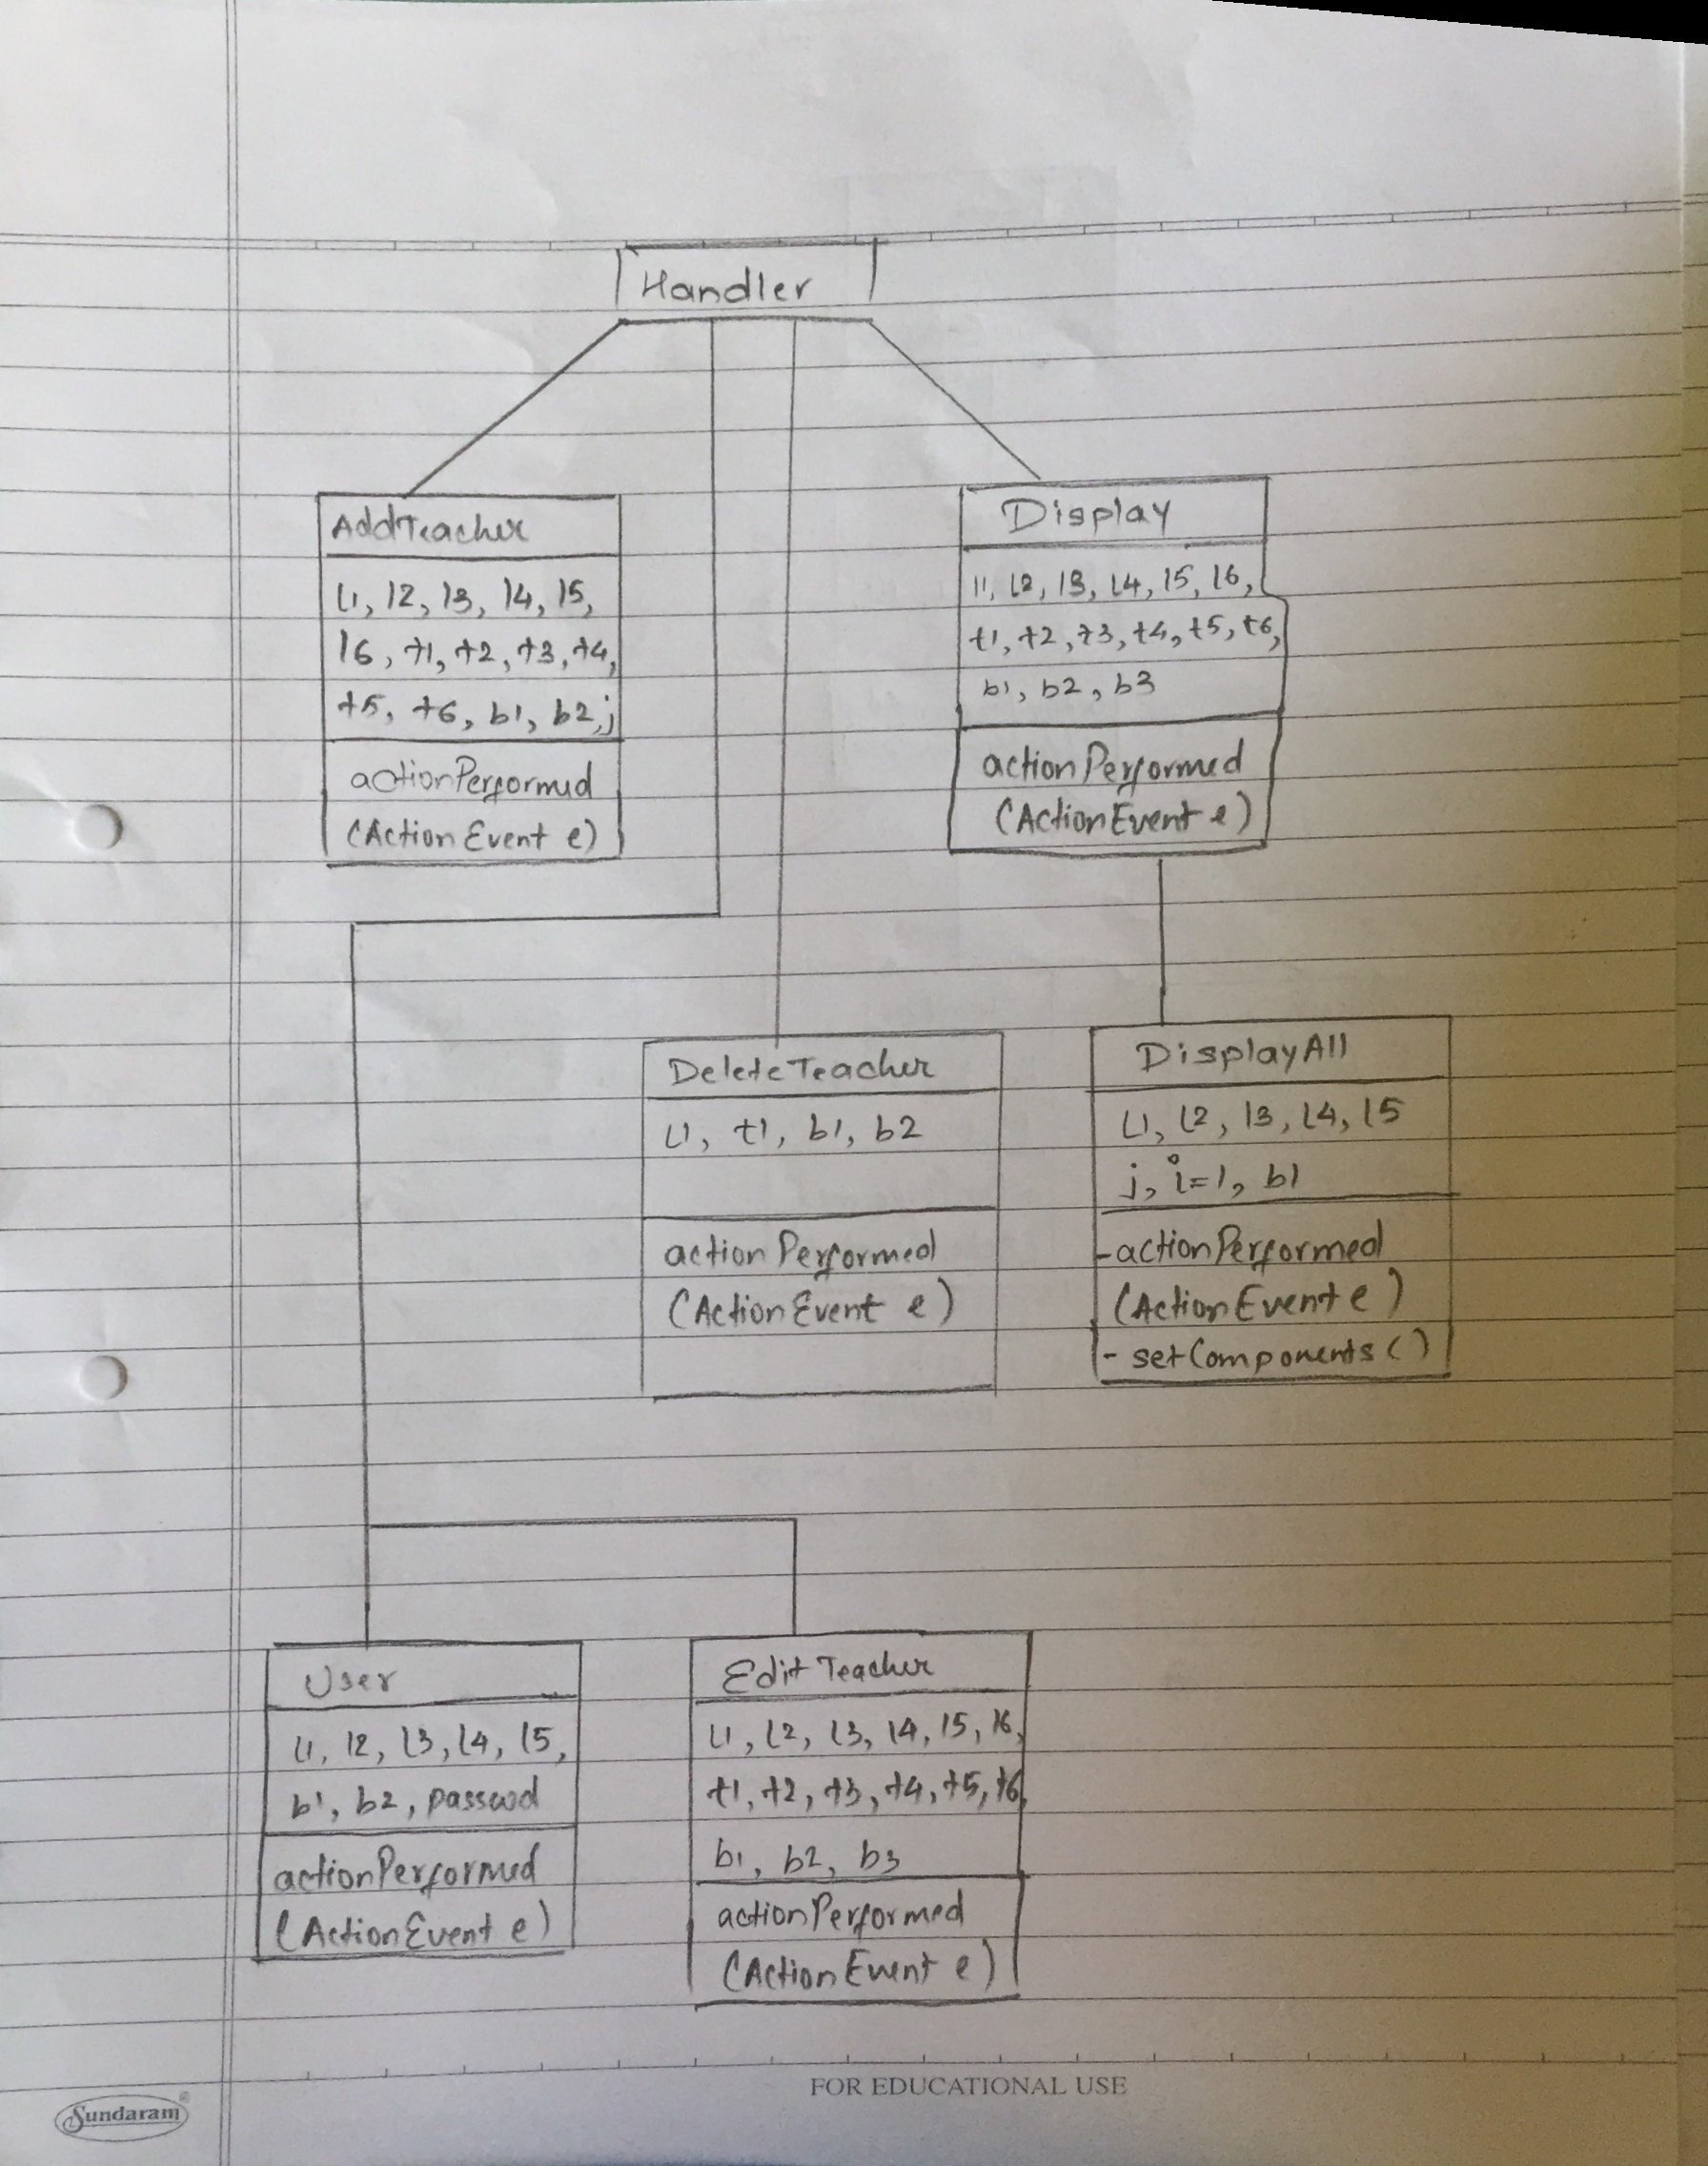 Handler
AddTeacher
l1, l2, l3, l4, l5,
l6, t1, t2, t3, t4,
t5, t6, b1, b2, j
actionPerformed
(ActionEvent e)
Display
l1, l2, l3, l4, l5, l6,
t1, t2, t3, t4, t5, t6,
b1, b2, b3
actionPerformed
(ActionEvent e)
DeleteTeacher
l1, t1, b1, b2
actionPerformed
(ActionEvent e)
DisplayAll
l1, l2, l3, l4, l5
j, i=1, b1
-actionPerformed
(ActionEvent e)
- setComponents()
User
l1, l2, l3, l4, l5,
b1, b2, passwd
actionPerformed
(ActionEvent e)
Edit Teacher
l1, l2, l3, l4, l5, l6,
t1, t2, t3, t4, t5, t6,
b1, b2, b3
actionPerformed
(ActionEvent e)
FOR EDUCATIONAL USE
Sundaram®